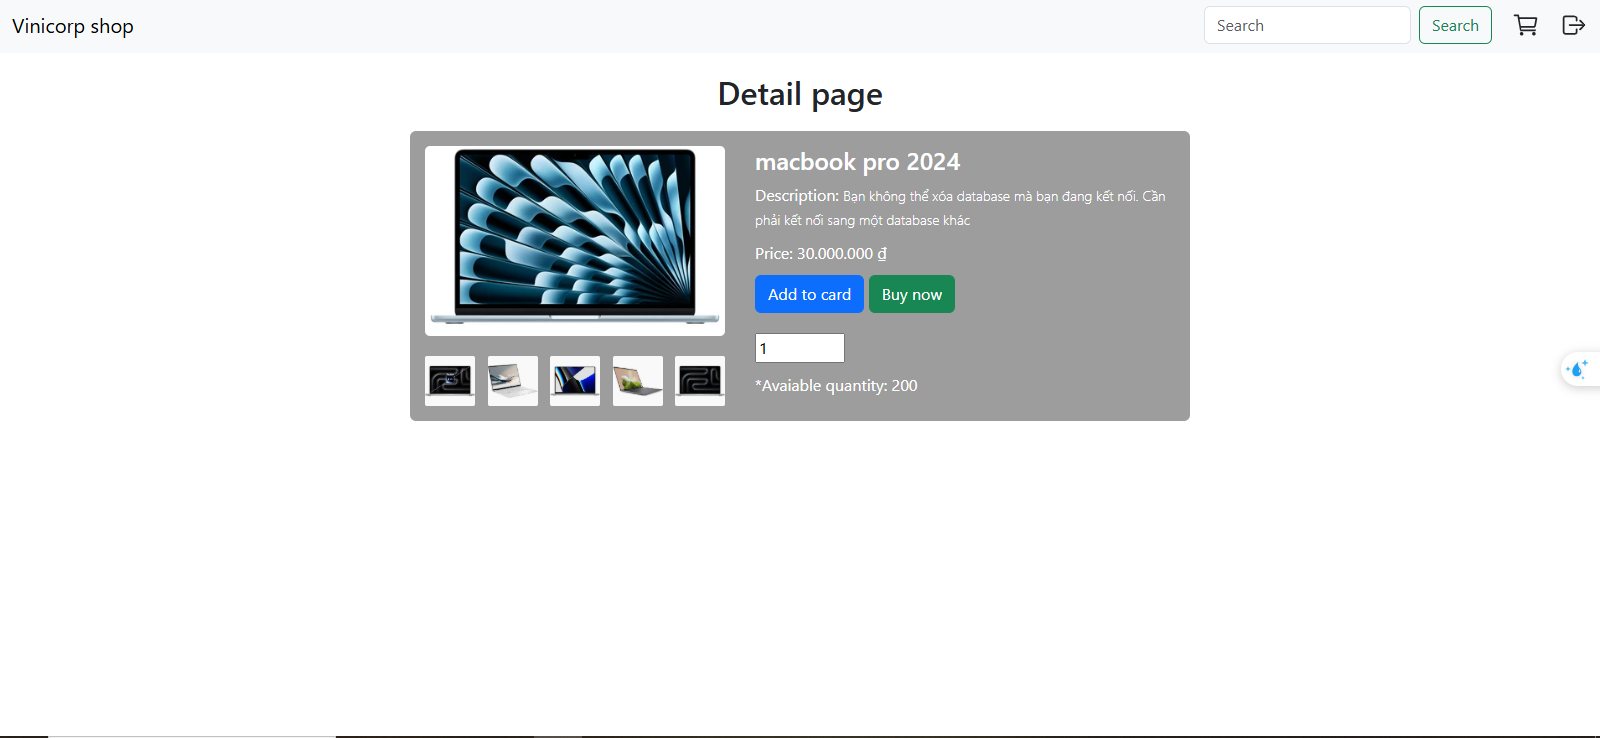 Vinicorp shop
Search
Search
Detail page
macbook pro 2024
Description: Bạn không thể xóa database mà bạn đang kết nối. Cần
phải kết nối sang một database khác
Price: 30.000.000 ₫
Add to card
Buy now
1
*Avaiable quantity: 200